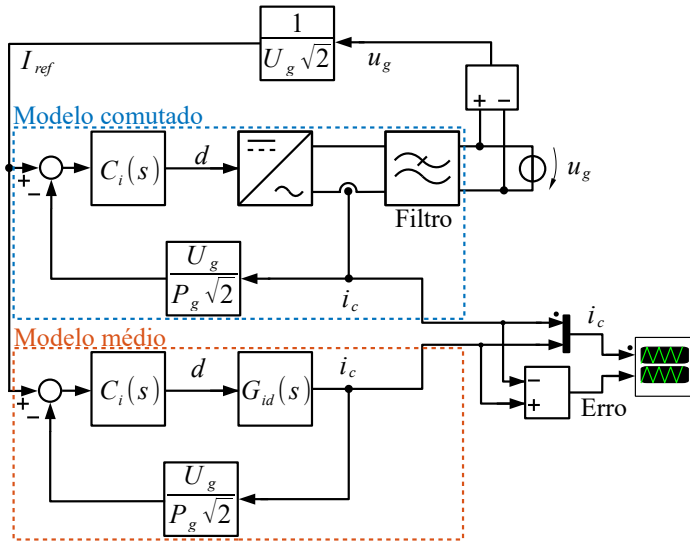 1
U_g √2
I_ref
u_g
+ −
Modelo comutado
+
−
C_i(s)
d
u_g
Filtro
U_g
P_g √2
i_c
Modelo médio
i_c
+
−
C_i(s)
d
G_id(s)
i_c
−
+
Erro
U_g
P_g √2